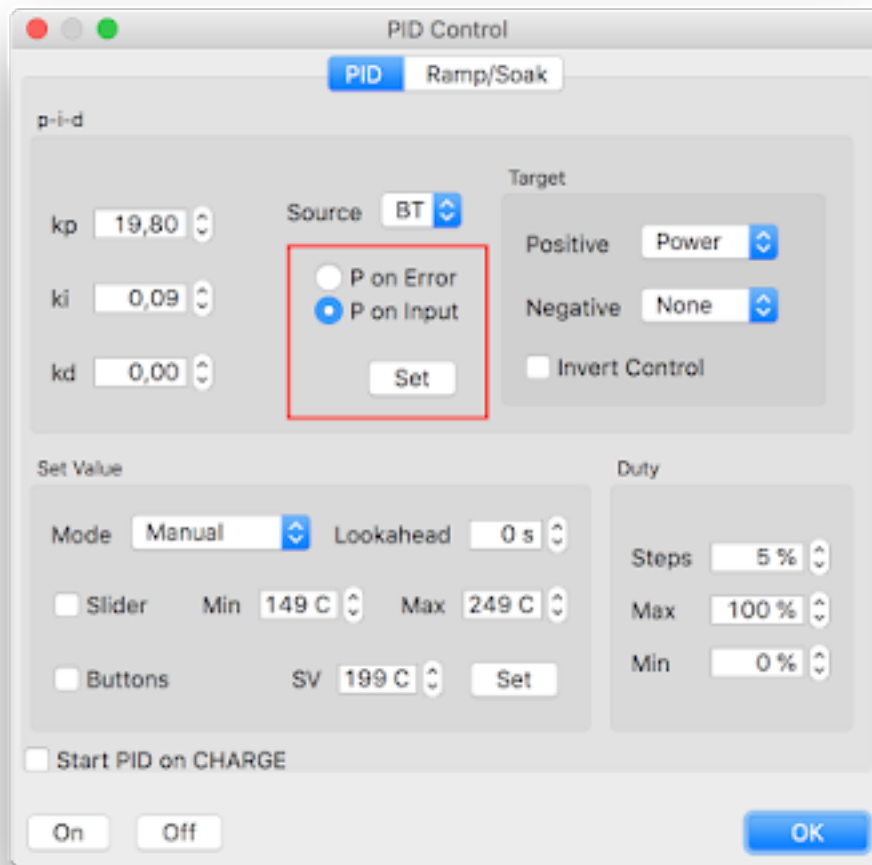 PID Control
PID Ramp/Soak
p-i-d
kp 19,80
ki 0,09
kd 0,00
Source BT
P on Error
P on Input
Set
Target
Positive Power
Negative None
Invert Control
Set Value
Mode Manual Lookahead 0 s
Slider Min 149 C Max 249 C
Buttons SV 199 C Set
Duty
Steps 5 %
Max 100 %
Min 0 %
Start PID on CHARGE
On Off OK